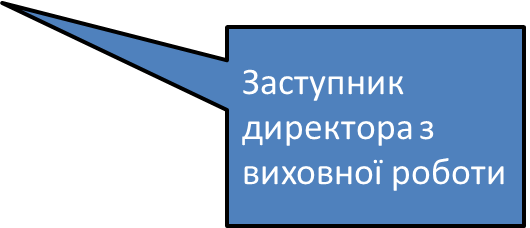 Заступник
директора з
виховної роботи